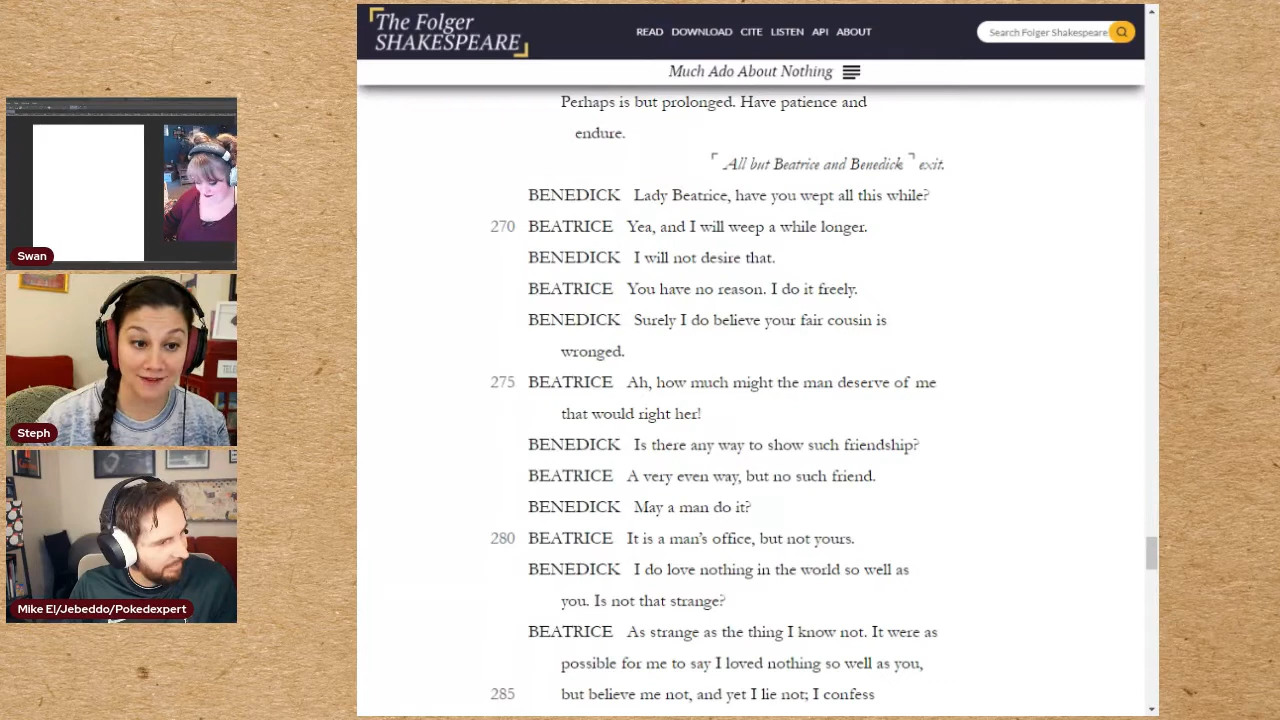 The Folger
SHAKESPEARE
READ DOWNLOAD CITE LISTEN API ABOUT
Search Folger Shakespeare
Much Ado About Nothing
Perhaps is but prolonged. Have patience and
endure.
⌜All but Beatrice and Benedick⌝ exit.
BENEDICK Lady Beatrice, have you wept all this while?
270 BEATRICE Yea, and I will weep a while longer.
BENEDICK I will not desire that.
BEATRICE You have no reason. I do it freely.
BENEDICK Surely I do believe your fair cousin is
wronged.
275 BEATRICE Ah, how much might the man deserve of me
that would right her!
BENEDICK Is there any way to show such friendship?
BEATRICE A very even way, but no such friend.
BENEDICK May a man do it?
280 BEATRICE It is a man's office, but not yours.
BENEDICK I do love nothing in the world so well as
you. Is not that strange?
BEATRICE As strange as the thing I know not. It were as
possible for me to say I loved nothing so well as you,
285 but believe me not, and yet I lie not; I confess
Swan
Steph
Mike El/Jebeddo/Pokedexpert